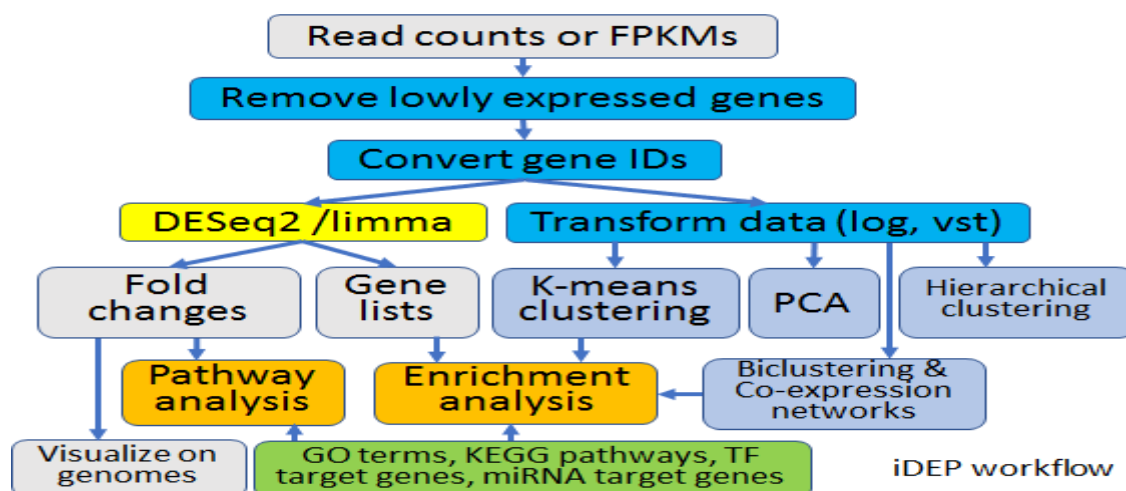 Read counts or FPKMs
Remove lowly expressed genes
Convert gene IDs
DESeq2 /limma
Transform data (log, vst)
Fold
changes
Gene
lists
K-means
clustering
PCA
Hierarchical
clustering
Pathway
analysis
Enrichment
analysis
Biclustering &
Co-expression
networks
Visualize on
genomes
GO terms, KEGG pathways, TF
target genes, miRNA target genes
iDEP workflow